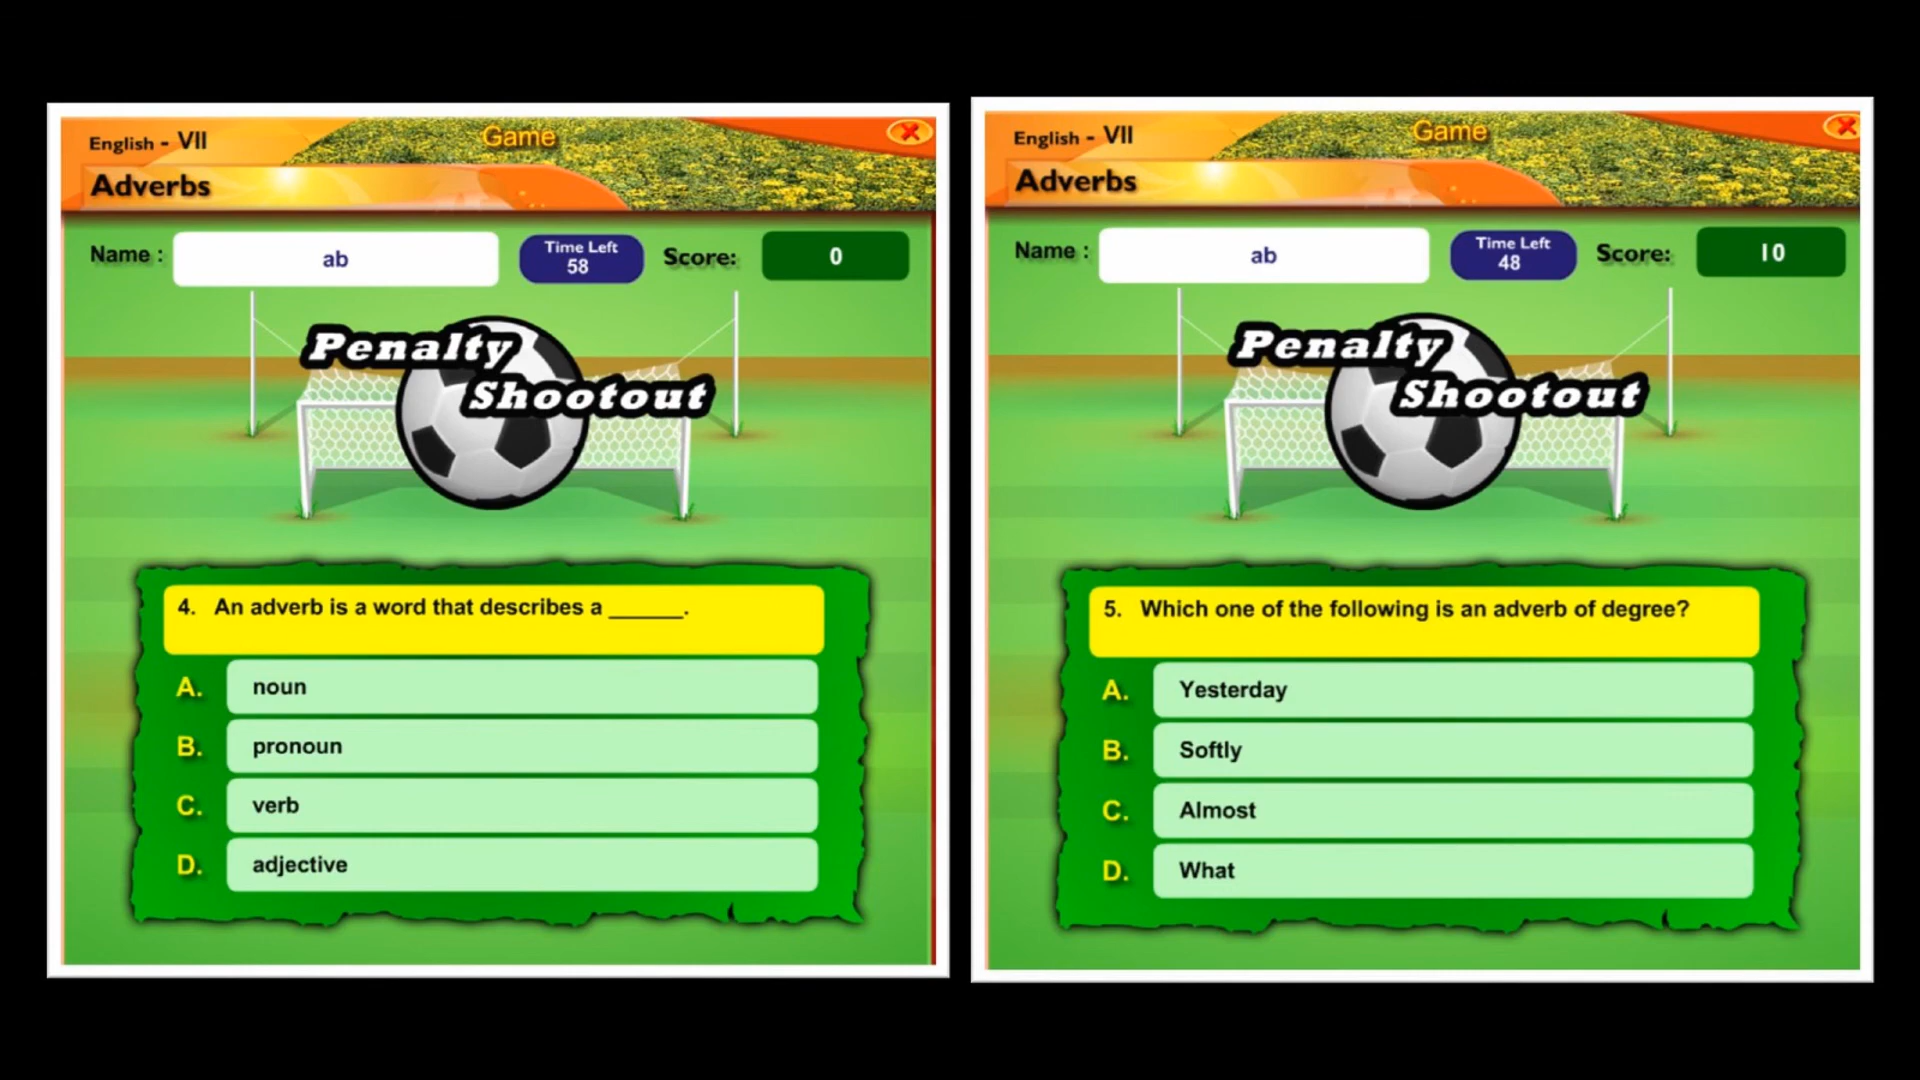 English - VII
Game
Adverbs
Name :
ab
Time Left
58
Score:
0
Penalty
Shootout
4. An adverb is a word that describes a ______.
A. noun
B. pronoun
C. verb
D. adjective
English - VII
Game
Adverbs
Name :
ab
Time Left
48
Score:
10
Penalty
Shootout
5. Which one of the following is an adverb of degree?
A. Yesterday
B. Softly
C. Almost
D. What